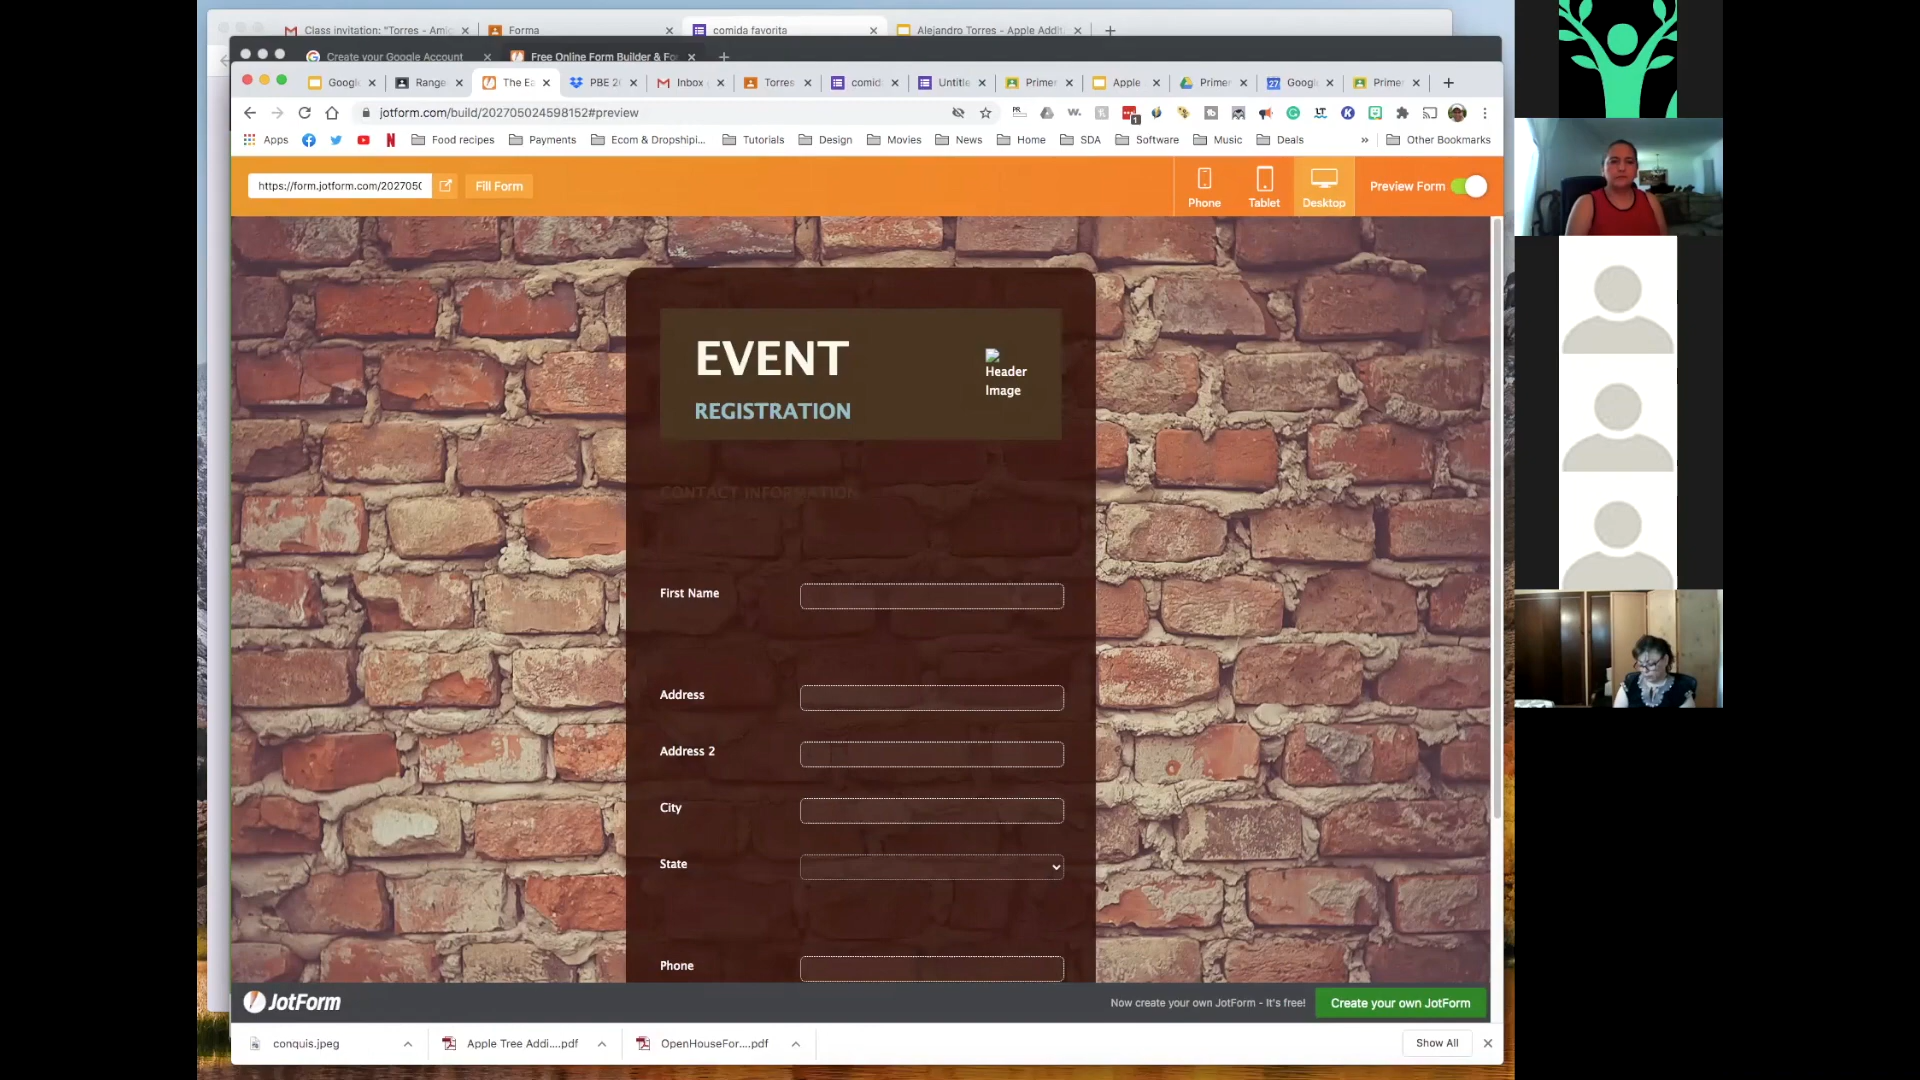 Class invitation: "Torres - Amic
Forma
comida favorita
Alejandro Torres - Apple Addit
Create your Google Account
Free Online Form Builder & Fo
Google
Range
The Ea
PBE 20
Inbox
Torres
comid
Untitle
Primer
Apple
Primer
Google
Primer
jotform.com/build/202705024598152#preview
Apps
Food recipes
Payments
Ecom & Dropshipi...
Tutorials
Design
Movies
News
Home
SDA
Software
Music
Deals
»
Other Bookmarks
https://form.jotform.com/202705
Fill Form
Phone
Tablet
Desktop
Preview Form
EVENT
REGISTRATION
Header
Image
CONTACT INFORMATION
First Name
Address
Address 2
City
State
Phone
JotForm
Now create your own JotForm - It's free!
Create your own JotForm
conquis.jpeg
Apple Tree Addi....pdf
OpenHouseFor....pdf
Show All